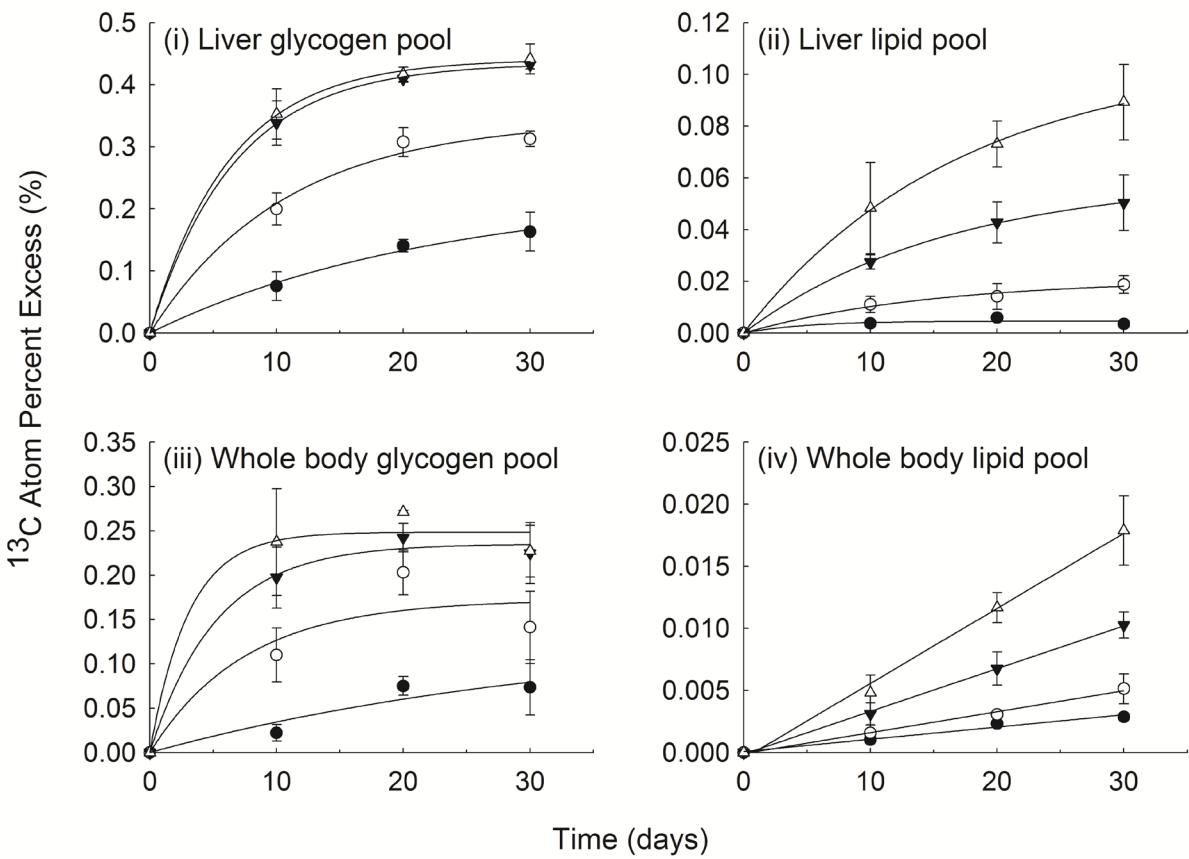 (i) Liver glycogen pool
0.5
0.4
0.3
0.2
0.1
0.0
0 10 20 30
(ii) Liver lipid pool
0.12
0.10
0.08
0.06
0.04
0.02
0.00
0 10 20 30
(iii) Whole body glycogen pool
0.35
0.30
0.25
0.20
0.15
0.10
0.05
0.00
0 10 20 30
(iv) Whole body lipid pool
0.025
0.020
0.015
0.010
0.005
0.000
0 10 20 30
13C Atom Percent Excess (%)
Time (days)